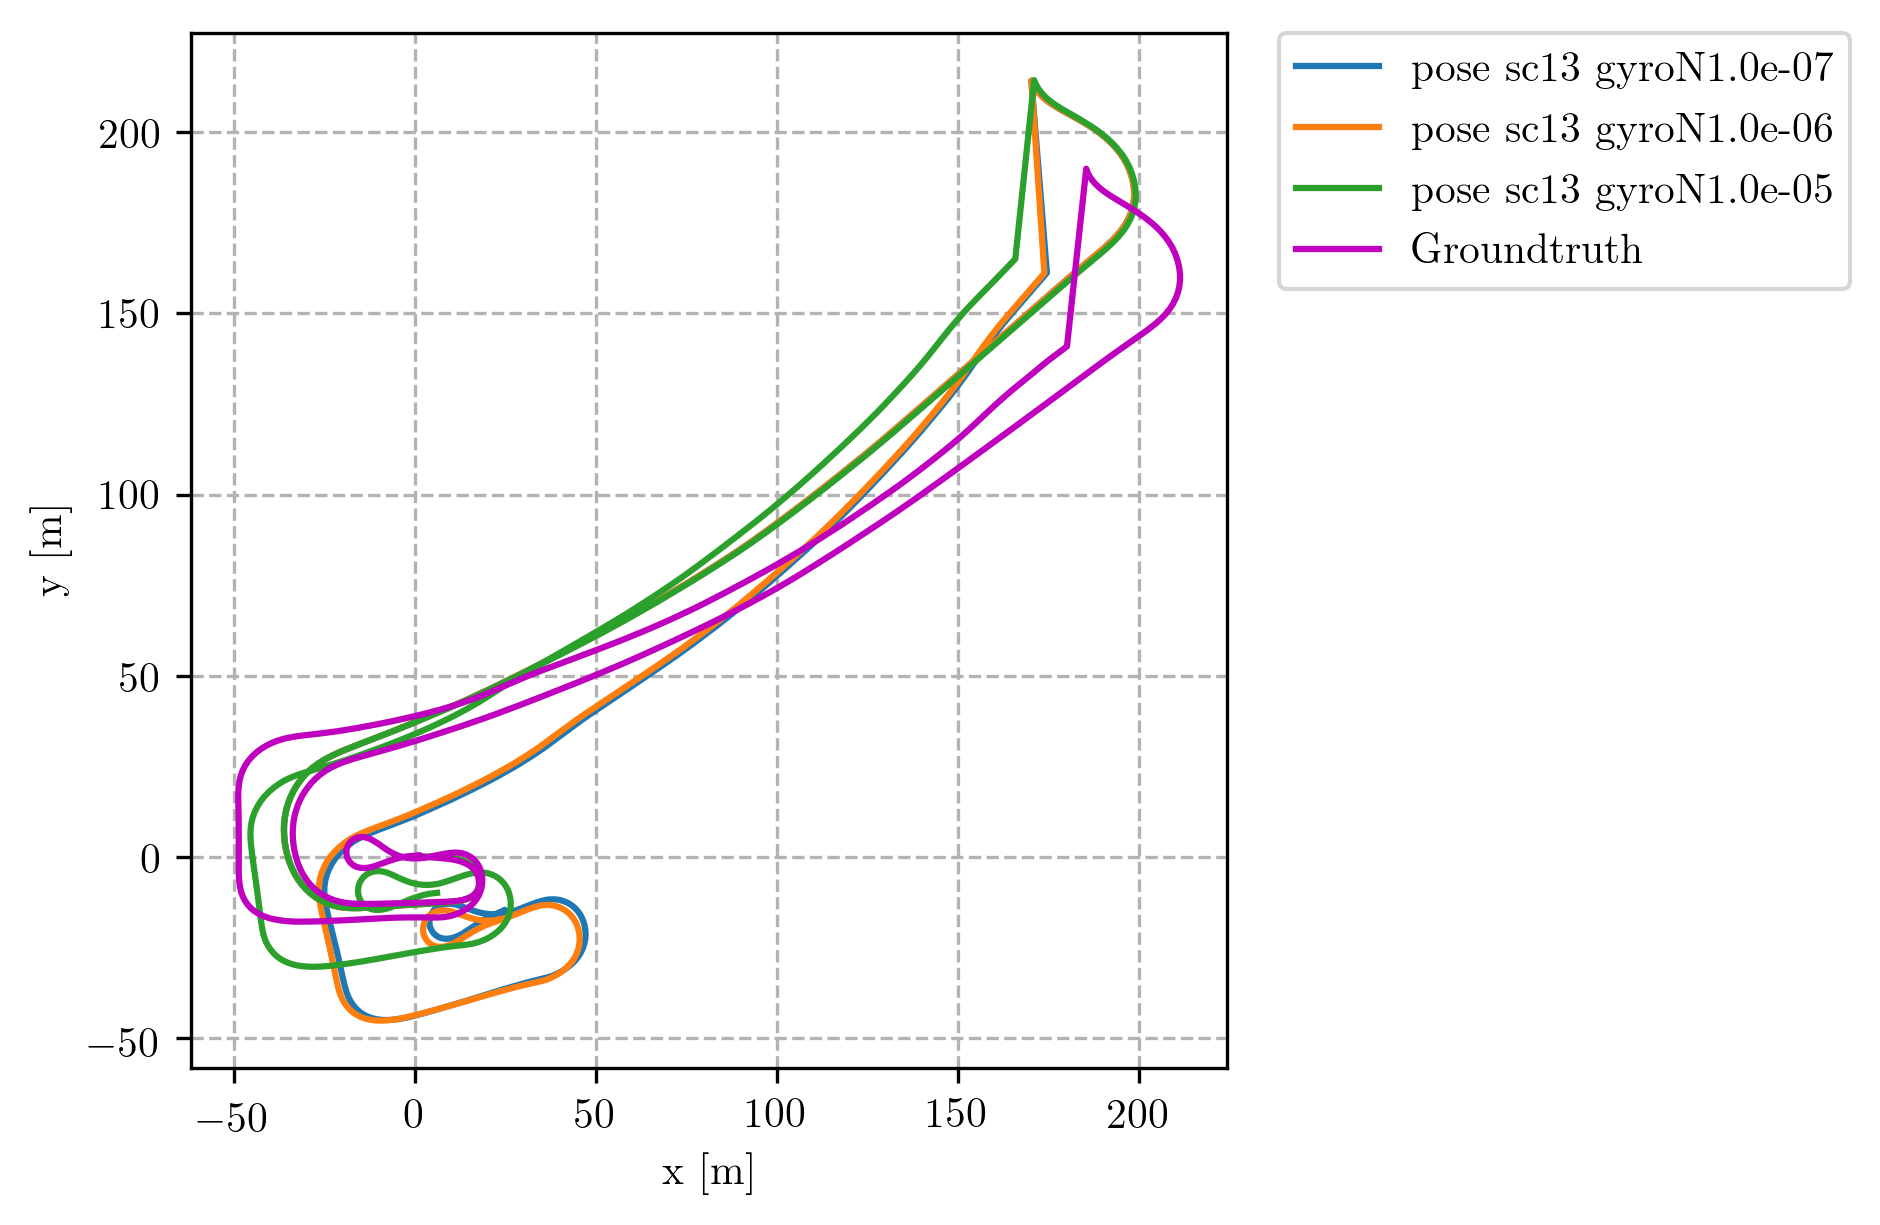 pose sc13 gyroN1.0e-07
pose sc13 gyroN1.0e-06
pose sc13 gyroN1.0e-05
Groundtruth
200
150
100
50
0
−50
y [m]
−50 0 50 100 150 200
x [m]